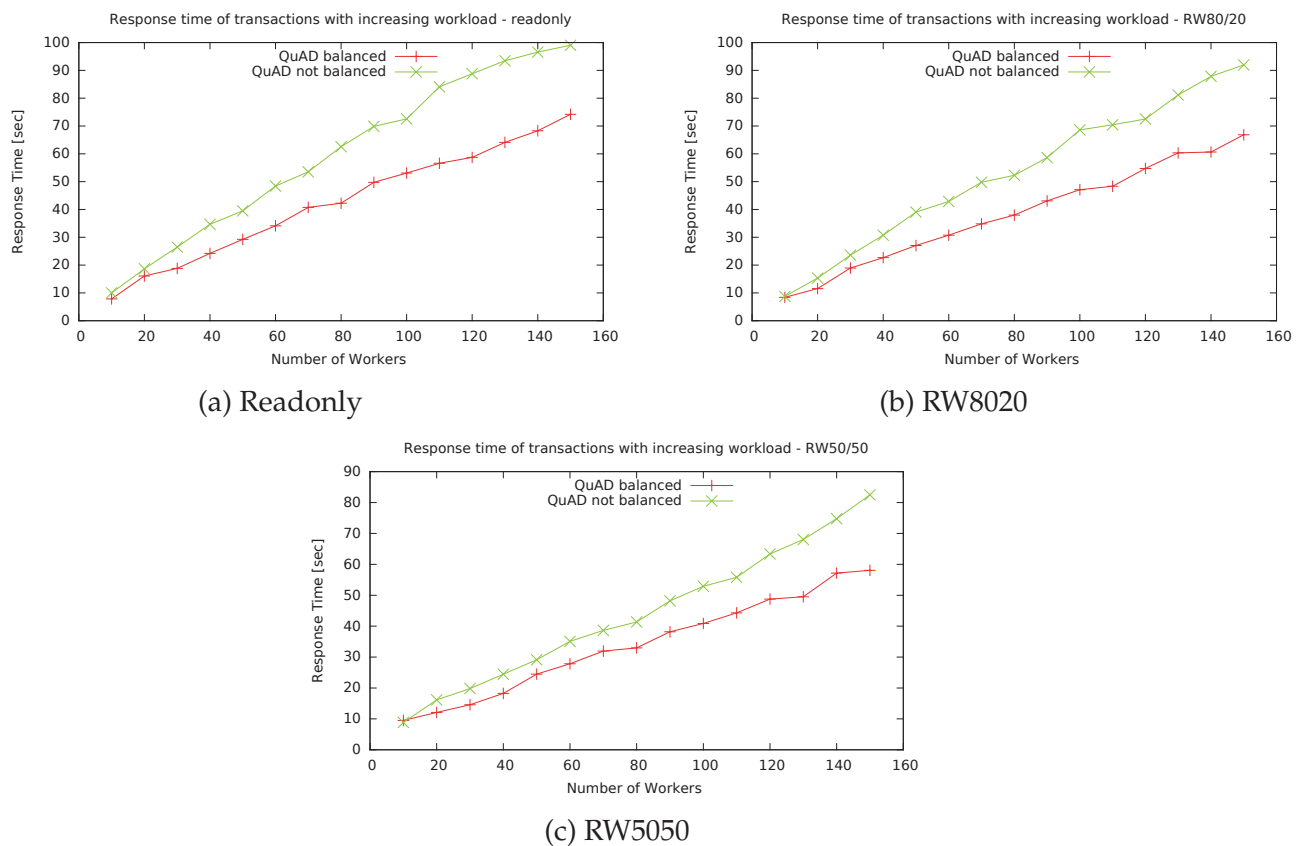 Response time of transactions with increasing workload - readonly
QuAD balanced
QuAD not balanced
Response Time [sec]
100
90
80
70
60
50
40
30
20
10
0
0 20 40 60 80 100 120 140 160
Number of Workers
(a) Readonly
Response time of transactions with increasing workload - RW80/20
QuAD balanced
QuAD not balanced
Response Time [sec]
100
90
80
70
60
50
40
30
20
10
0
0 20 40 60 80 100 120 140 160
Number of Workers
(b) RW8020
Response time of transactions with increasing workload - RW50/50
QuAD balanced
QuAD not balanced
Response Time [sec]
90
80
70
60
50
40
30
20
10
0
0 20 40 60 80 100 120 140 160
Number of Workers
(c) RW5050